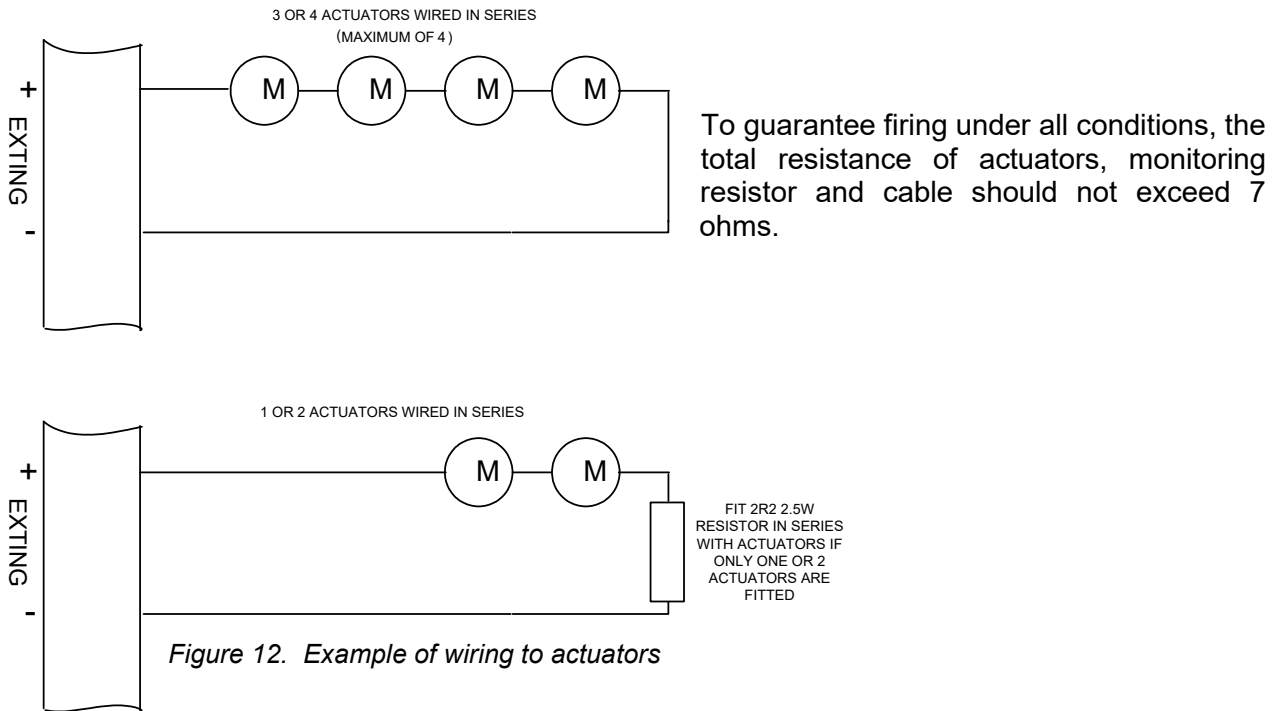 3 OR 4 ACTUATORS WIRED IN SERIES
(MAXIMUM OF 4)
+
EXTING
-
M
M
M
M
To guarantee firing under all conditions, the
total resistance of actuators, monitoring
resistor and cable should not exceed 7
ohms.
1 OR 2 ACTUATORS WIRED IN SERIES
+
EXTING
-
M
M
FIT 2R2 2.5W
RESISTOR IN SERIES
WITH ACTUATORS IF
ONLY ONE OR 2
ACTUATORS ARE
FITTED
Figure 12. Example of wiring to actuators